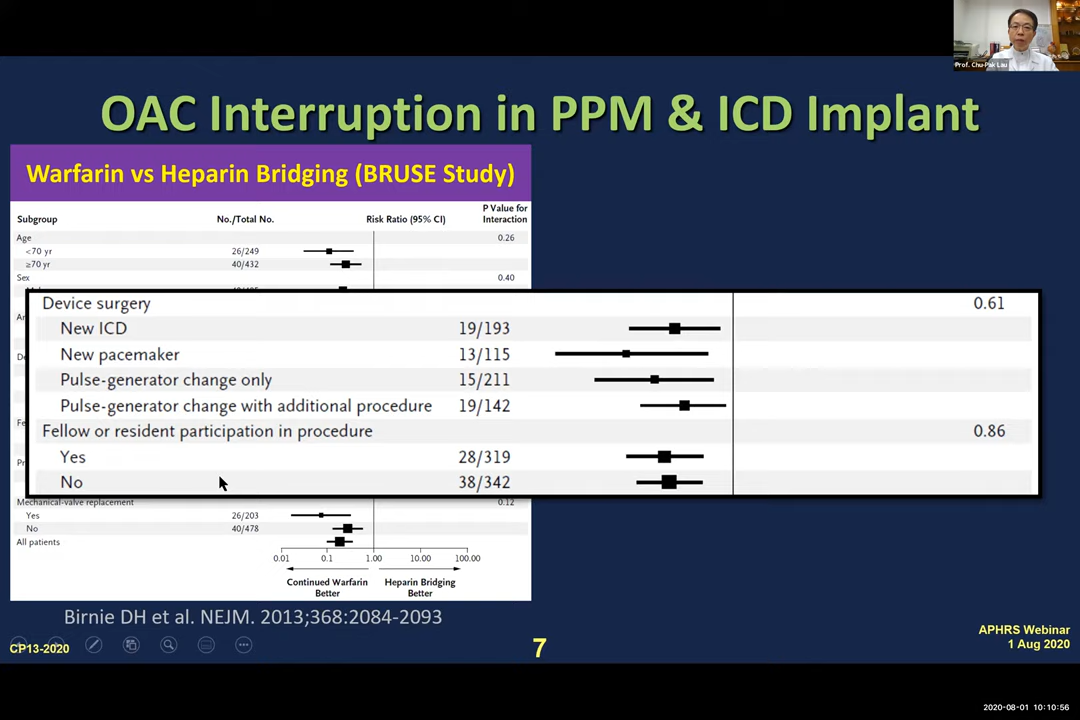 Prof. Chu-Pak Lau
OAC Interruption in PPM & ICD Implant
Warfarin vs Heparin Bridging (BRUSE Study)
Subgroup No./Total No. Risk Ratio (95% CI) P Value for Interaction
Age 0.26
<70 yr 26/249
≥70 yr 40/432
Sex 0.40
Device surgery 0.61
New ICD 19/193
New pacemaker 13/115
Pulse-generator change only 15/211
Pulse-generator change with additional procedure 19/142
Fellow or resident participation in procedure 0.86
Yes 28/319
No 38/342
Mechanical-valve replacement 0.12
Yes 26/203
No 40/478
All patients
0.01 0.1 1.00 10.00 100.00
Continued Warfarin Better Heparin Bridging Better
Birnie DH et al. NEJM. 2013;368:2084-2093
CP13-2020
7
APHRS Webinar
1 Aug 2020
2020-08-01 10:10:56